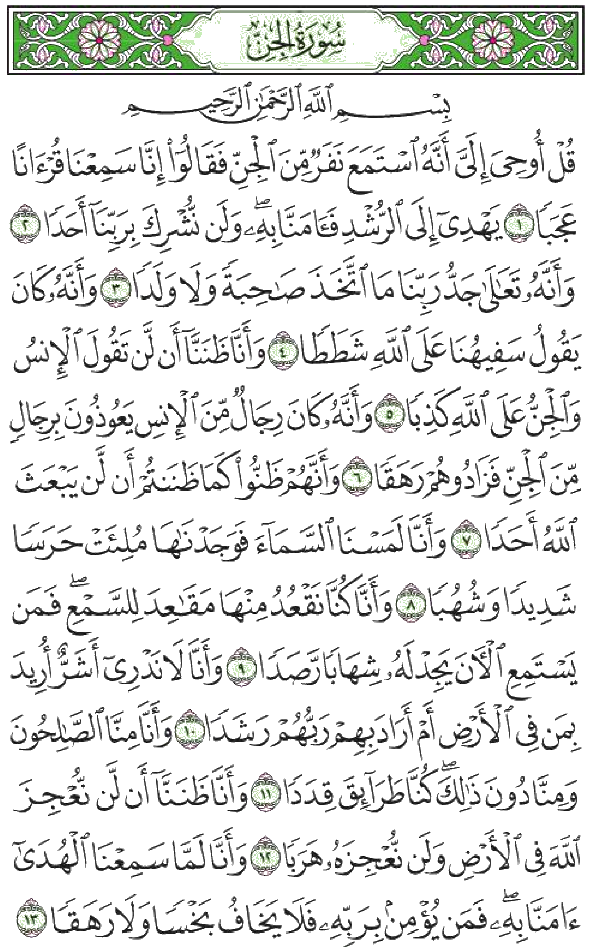 سُورَةُ الجِنِّ
بِسْمِ ٱللَّهِ ٱلرَّحْمَٰنِ ٱلرَّحِيمِ
قُلْ أُوحِىَ إِلَىَّ أَنَّهُ ٱسْتَمَعَ نَفَرٌ مِّنَ ٱلْجِنِّ فَقَالُوٓا۟ إِنَّا سَمِعْنَا قُرْءَانًا
عَجَبًا ١ يَهْدِىٓ إِلَى ٱلرُّشْدِ فَـَٔامَنَّا بِهِۦ ۖ وَلَن نُّشْرِكَ بِرَبِّنَآ أَحَدًا ٢
وَأَنَّهُۥ تَعَٰلَىٰ جَدُّ رَبِّنَا مَا ٱتَّخَذَ صَٰحِبَةً وَلَا وَلَدًا ٣ وَأَنَّهُۥ كَانَ
يَقُولُ سَفِيهُنَا عَلَى ٱللَّهِ شَطَطًا ٤ وَأَنَّا ظَنَنَّآ أَن لَّن تَقُولَ ٱلْإِنسُ
وَٱلْجِنُّ عَلَى ٱللَّهِ كَذِبًا ٥ وَأَنَّهُۥ كَانَ رِجَالٌ مِّنَ ٱلْإِنسِ يَعُوذُونَ بِرِجَالٍ
مِّنَ ٱلْجِنِّ فَزَادُوهُمْ رَهَقًا ٦ وَأَنَّهُمْ ظَنُّوا۟ كَمَا ظَنَنتُمْ أَن لَّن يَبْعَثَ
ٱللَّهُ أَحَدًا ٧ وَأَنَّا لَمَسْنَا ٱلسَّمَآءَ فَوَجَدْنَٰهَا مُلِئَتْ حَرَسًا
شَدِيدًا وَشُهُبًا ٨ وَأَنَّا كُنَّا نَقْعُدُ مِنْهَا مَقَٰعِدَ لِلسَّمْعِ ۖ فَمَن
يَسْتَمِعِ ٱلْـَٔانَ يَجِدْ لَهُۥ شِهَابًا رَّصَدًا ٩ وَأَنَّا لَا نَدْرِىٓ أَشَرٌّ أُرِيدَ
بِمَن فِى ٱلْأَرْضِ أَمْ أَرَادَ بِهِمْ رَبُّهُمْ رَشَدًا ١٠ وَأَنَّا مِنَّا ٱلصَّٰلِحُونَ
وَمِنَّا دُونَ ذَٰلِكَ ۖ كُنَّا طَرَآئِقَ قِدَدًا ١١ وَأَنَّا ظَنَنَّآ أَن لَّن نُّعْجِزَ
ٱللَّهَ فِى ٱلْأَرْضِ وَلَن نُّعْجِزَهُۥ هَرَبًا ١٢ وَأَنَّا لَمَّا سَمِعْنَا ٱلْهُدَىٰٓ
ءَامَنَّا بِهِۦ ۖ فَمَن يُؤْمِنۢ بِرَبِّهِۦ فَلَا يَخَافُ بَخْسًا وَلَا رَهَقًا ١٣